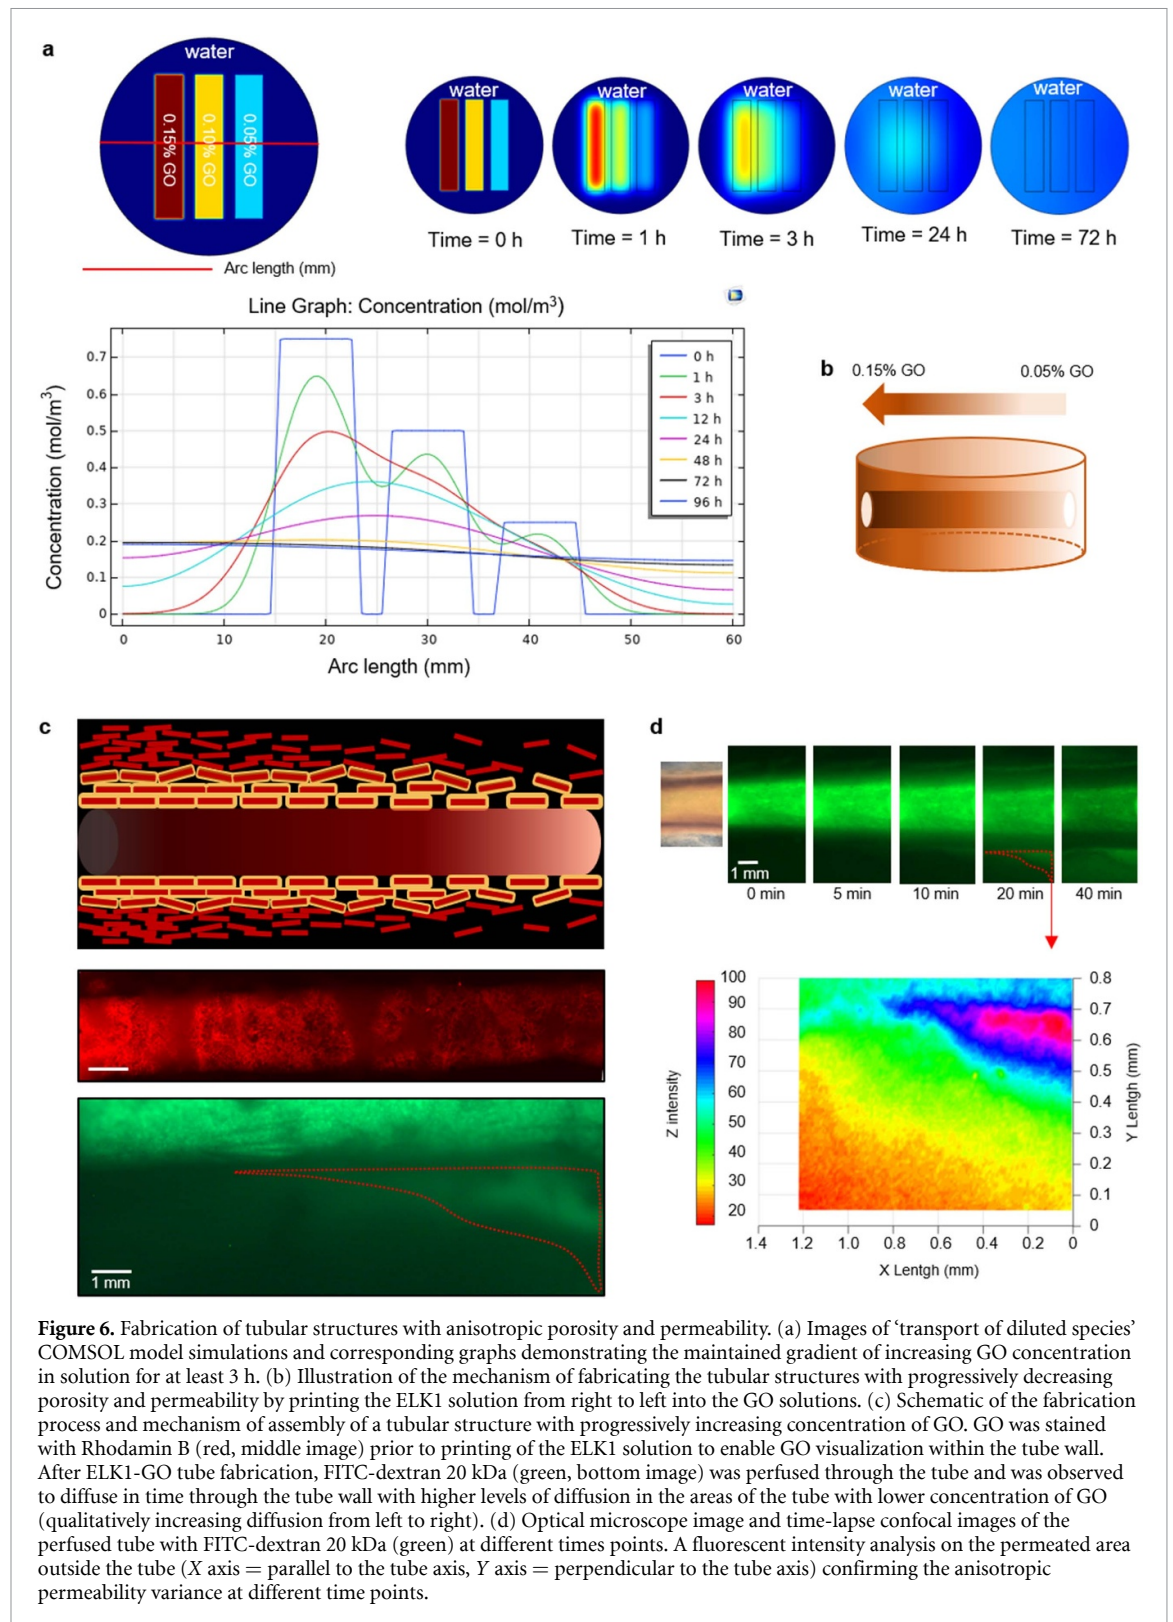 a
water
0.15% GO
0.10% GO
0.05% GO
Arc length (mm)
water
water
water
water
water
Time = 0 h
Time = 1 h
Time = 3 h
Time = 24 h
Time = 72 h
Line Graph: Concentration (mol/m³)
Concentration (mol/m³)
0.7
0.6
0.5
0.4
0.3
0.2
0.1
0
0 h
1 h
3 h
12 h
24 h
48 h
72 h
96 h
0 10 20 30 40 50 60
Arc length (mm)
b
0.15% GO
0.05% GO
c
1 mm
d
1 mm
0 min
5 min
10 min
20 min
40 min
Z intensity
100
90
80
70
60
50
40
30
20
0.8
0.7
0.6
0.5
0.4
0.3
0.2
0.1
0
Y Lentgh (mm)
1.4 1.2 1.0 0.8 0.6 0.4 0.2 0
X Lentgh (mm)
Figure 6. Fabrication of tubular structures with anisotropic porosity and permeability. (a) Images of ‘transport of diluted species’
COMSOL model simulations and corresponding graphs demonstrating the maintained gradient of increasing GO concentration
in solution for at least 3 h. (b) Illustration of the mechanism of fabricating the tubular structures with progressively decreasing
porosity and permeability by printing the ELK1 solution from right to left into the GO solutions. (c) Schematic of the fabrication
process and mechanism of assembly of a tubular structure with progressively increasing concentration of GO. GO was stained
with Rhodamin B (red, middle image) prior to printing of the ELK1 solution to enable GO visualization within the tube wall.
After ELK1-GO tube fabrication, FITC-dextran 20 kDa (green, bottom image) was perfused through the tube and was observed
to diffuse in time through the tube wall with higher levels of diffusion in the areas of the tube with lower concentration of GO
(qualitatively increasing diffusion from left to right). (d) Optical microscope image and time-lapse confocal images of the
perfused tube with FITC-dextran 20 kDa (green) at different times points. A fluorescent intensity analysis on the permeated area
outside the tube (X axis = parallel to the tube axis, Y axis = perpendicular to the tube axis) confirming the anisotropic
permeability variance at different time points.